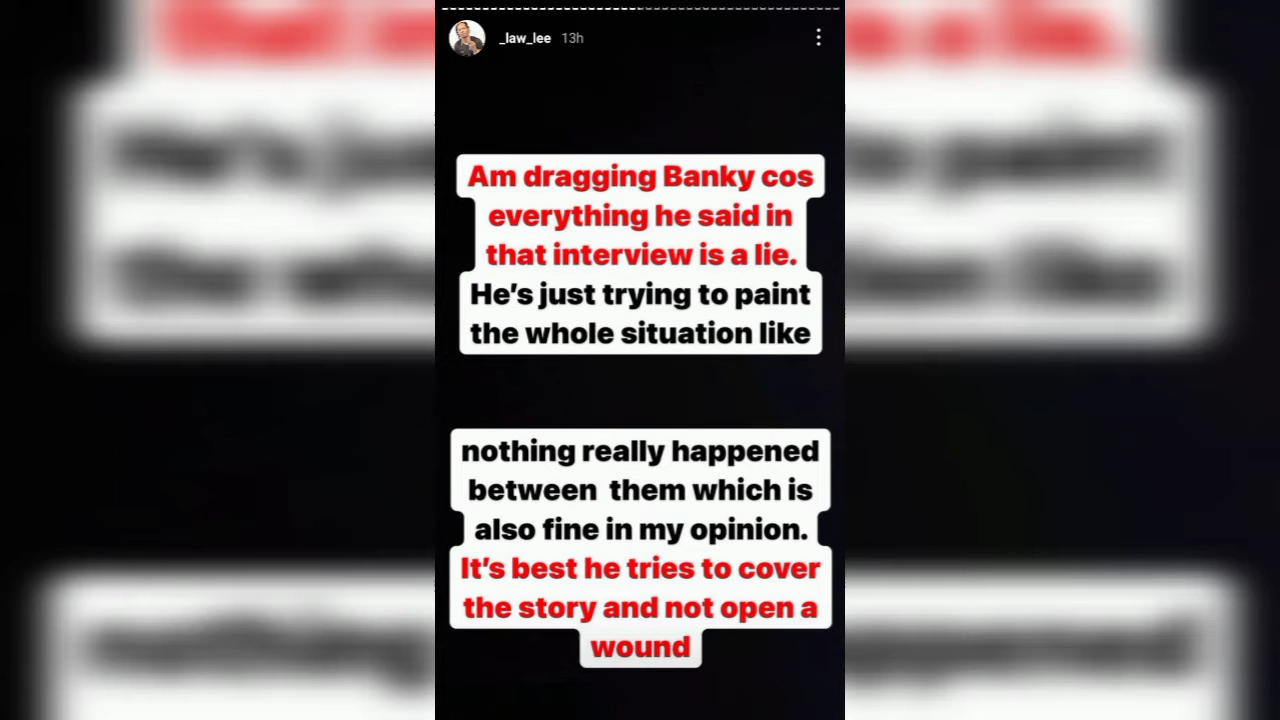 _law_lee 13h
Am dragging Banky cos
everything he said in
that interview is a lie.
He's just trying to paint
the whole situation like
nothing really happened
between  them which is
also fine in my opinion.
It's best he tries to cover
the story and not open a
wound